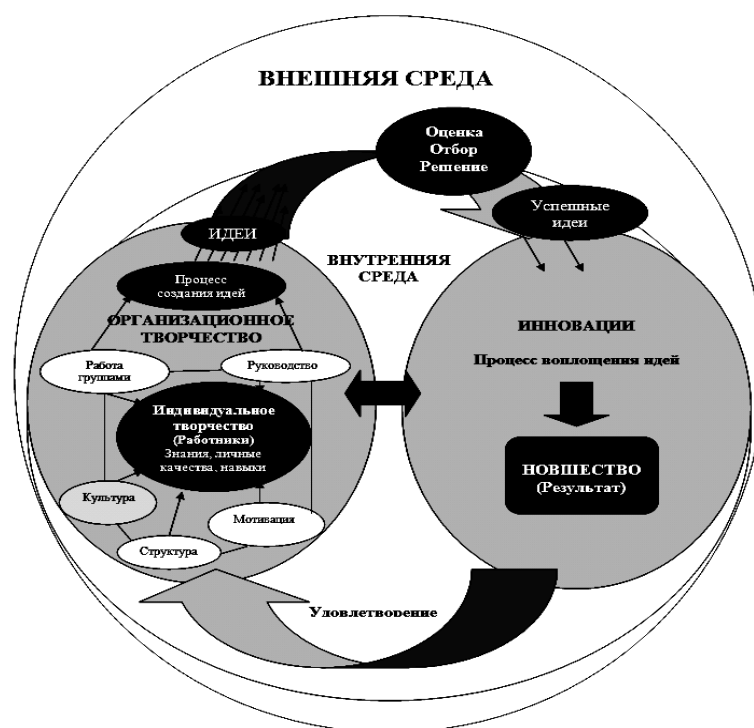 ВНЕШНЯЯ СРЕДА
Оценка
Отбор
Решение
Успешные
идеи
ИДЕИ
ВНУТРЕННЯЯ
СРЕДА
Процесс
создания идей
ОРГАНИЗАЦИОННОЕ
ТВОРЧЕСТВО
Работа
группами
Руководство
Индивидуальное
творчество
(Работники)
Знания, личные
качества, навыки
Культура
Мотивация
Структура
ИННОВАЦИИ
Процесс воплощения идей
НОВШЕСТВО
(Результат)
Удовлетворение